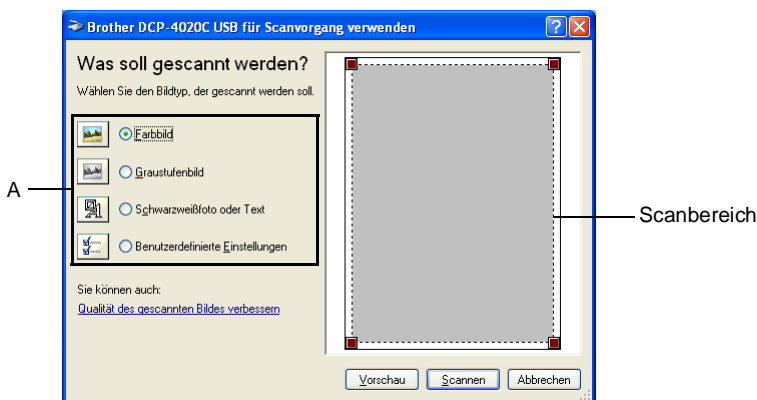 Brother DCP-4020C USB für Scanvorgang verwenden
Was soll gescannt werden?
Wählen Sie den Bildtyp, der gescannt werden soll.
A
Farbbild
Graustufenbild
Schwarzweißfoto oder Text
Benutzerdefinierte Einstellungen
Scanbereich
Sie können auch:
Qualität des gescannten Bildes verbessern
Vorschau Scannen Abbrechen